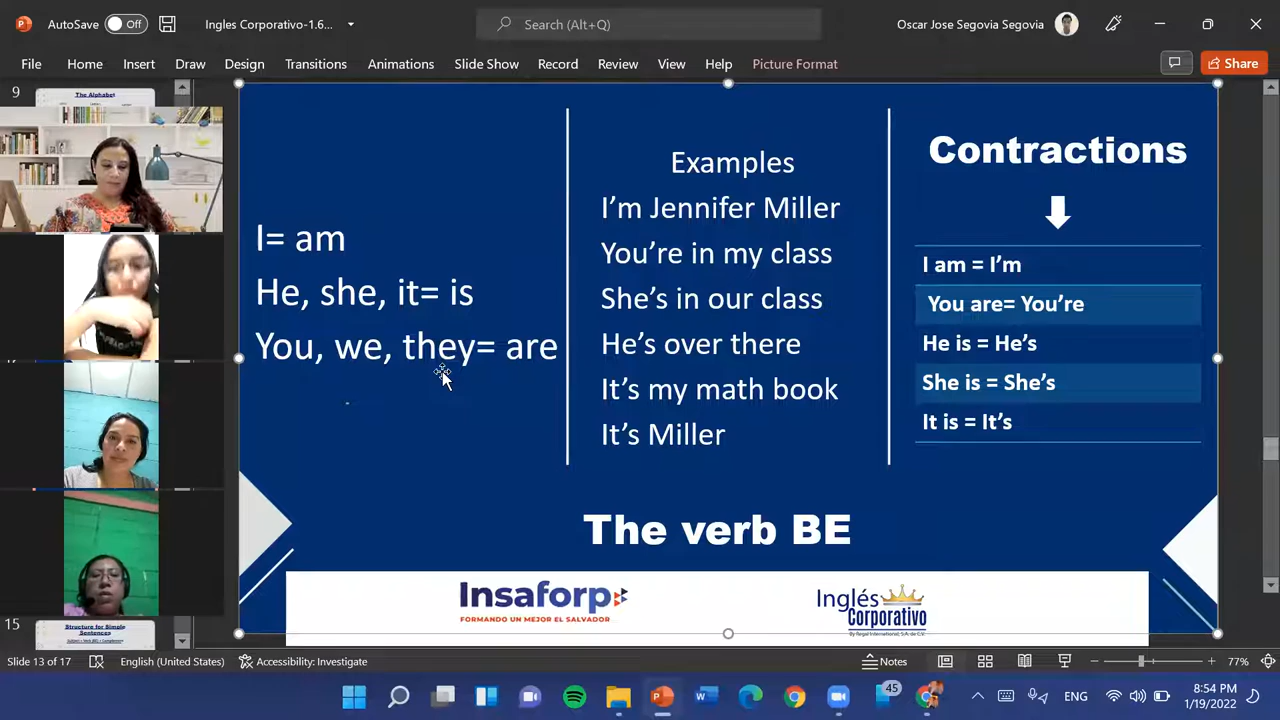 AutoSave Off Ingles Corporativo-1.6... Search (Alt+Q) Oscar Jose Segovia Segovia
File Home Insert Draw Design Transitions Animations Slide Show Record Review View Help Picture Format Share
9
The Alphabet
I= am
He, she, it= is
You, we, they= are
Examples
I'm Jennifer Miller
You're in my class
She's in our class
He's over there
It's my math book
It's Miller
Contractions
I am = I'm
You are= You're
He is = He's
She is = She's
It is = It's
The verb BE
Insaforp
FORMANDO UN MEJOR EL SALVADOR
Inglés
Corporativo
By Regal International, S.A. de C.V.
15
Structure for Simple
Sentences
Slide 13 of 17 English (United States) Accessibility: Investigate Notes 77%
45 ENG 8:54 PM
1/19/2022